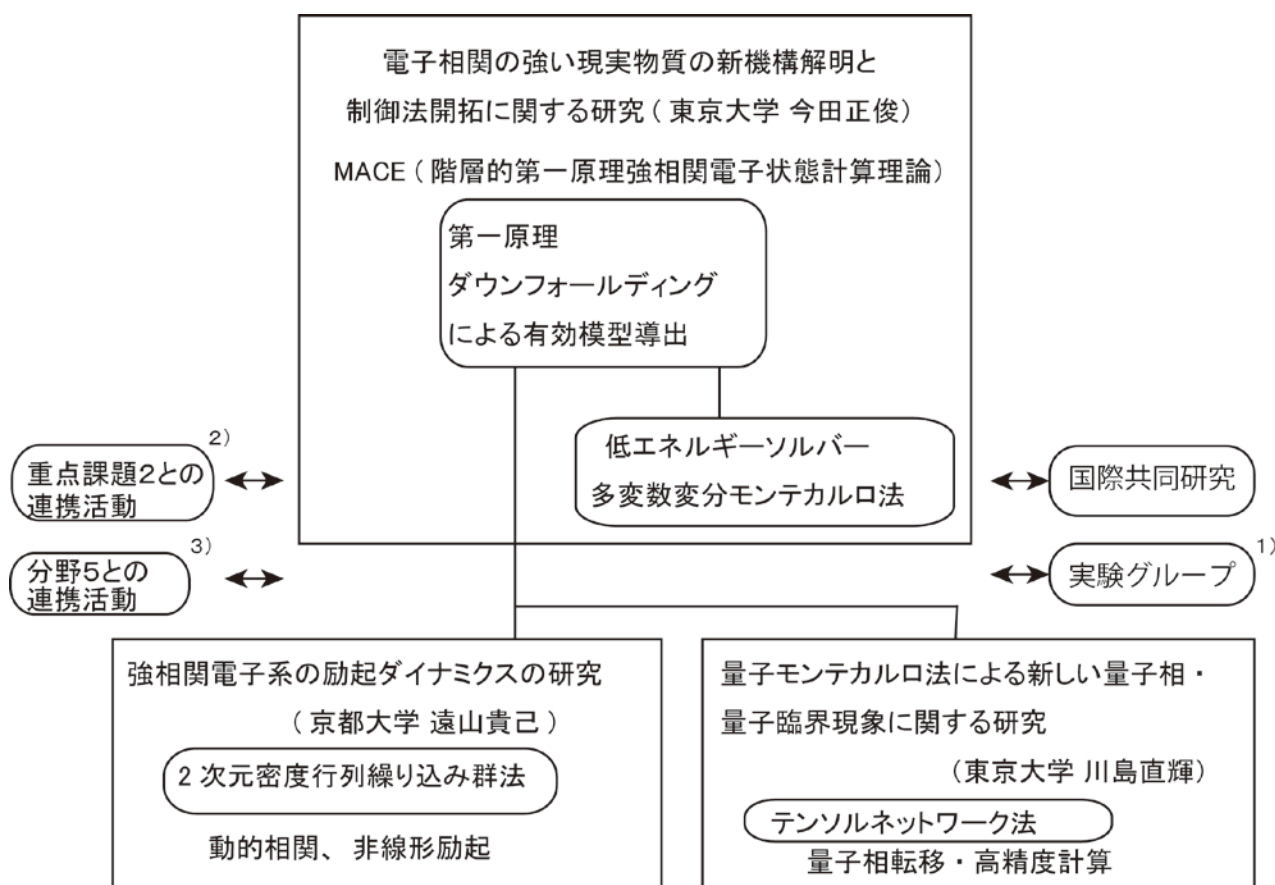 電子相関の強い現実物質の新機構解明と
制御法開拓に関する研究 ( 東京大学 今田正俊)
MACE ( 階層的第一原理強相関電子状態計算理論)
第一原理
ダウンフォールディング
による有効模型導出
低エネルギーソルバー
多変数変分モンテカルロ法
2)
重点課題2との
連携活動
3)
分野5との
連携活動
国際共同研究
1)
実験グループ
強相関電子系の励起ダイナミクスの研究
( 京都大学 遠山貴己 )
2 次元密度行列繰り込み群法
動的相関、 非線形励起
量子モンテカルロ法による新しい量子相・
量子臨界現象に関する研究
(東京大学 川島直輝)
テンソルネットワーク法
量子相転移・高精度計算